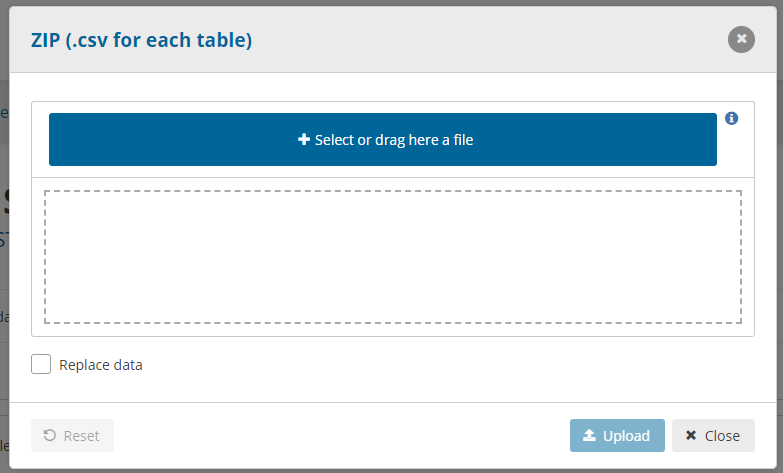 ZIP (.csv for each table)
Select or drag here a file
Replace data
Reset
Upload
Close